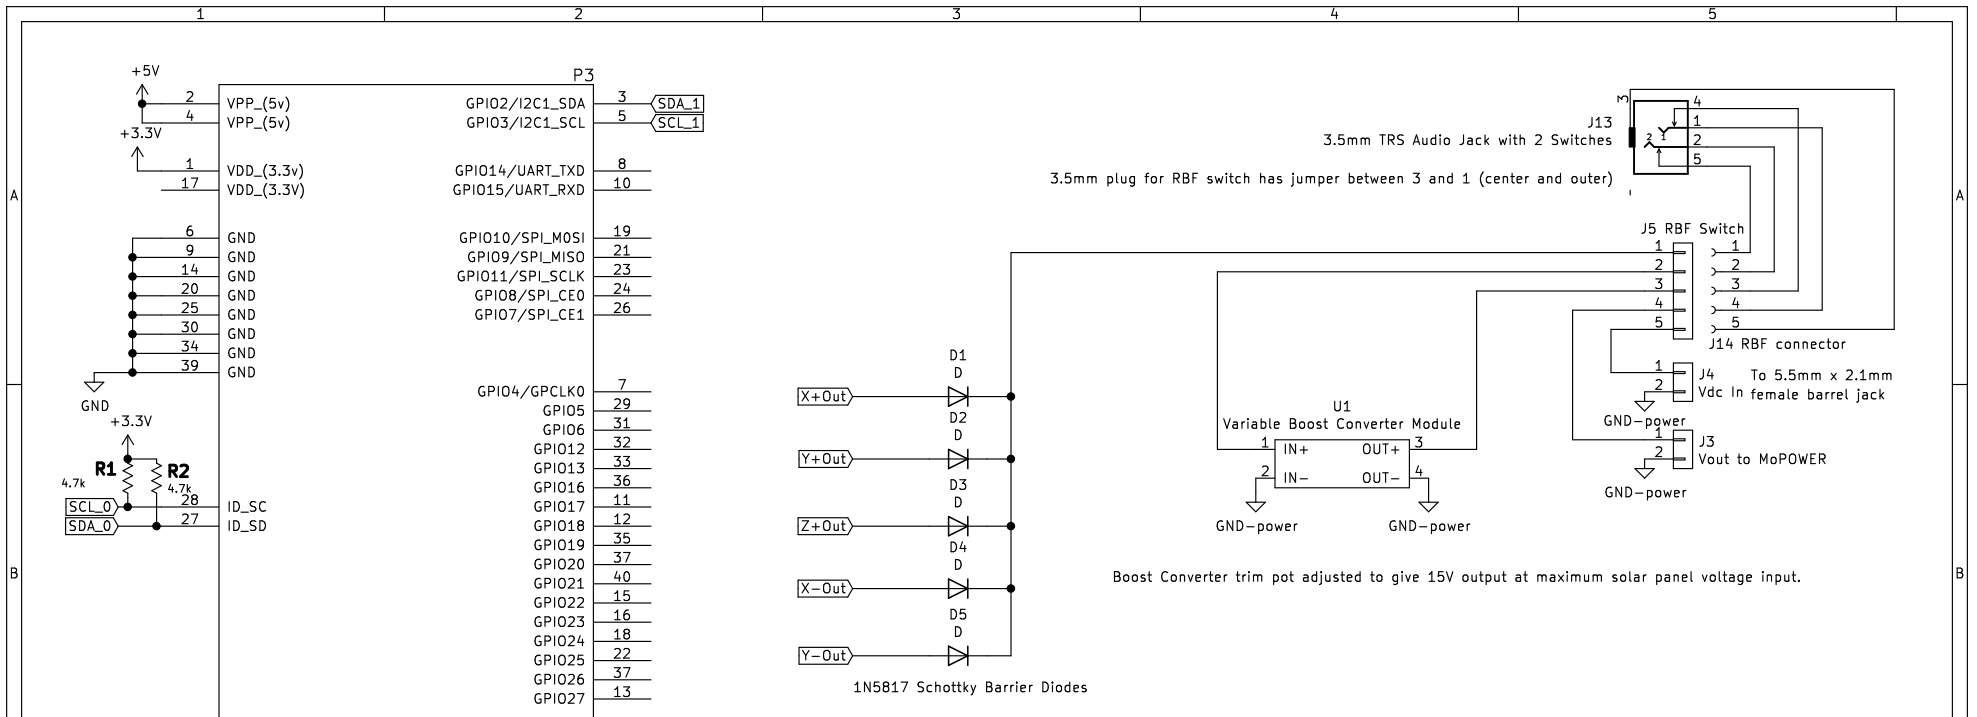 1 2 3 4 5
P3
+5V
2 VPP_(5v) GPIO2/I2C1_SDA 3 SDA_1
4 VPP_(5v) GPIO3/I2C1_SCL 5 SCL_1
+3.3V
1 VDD_(3.3v) GPIO14/UART_TXD 8
17 VDD_(3.3V) GPIO15/UART_RXD 10
A
6 GND GPIO10/SPI_MOSI 19
9 GND GPIO9/SPI_MISO 21
14 GND GPIO11/SPI_SCLK 23
20 GND GPIO8/SPI_CE0 24
25 GND GPIO7/SPI_CE1 26
30 GND
34 GND
39 GND
GND
GPIO4/GPCLK0 7
GPIO5 29
GPIO6 31
GPIO12 32
GPIO13 33
GPIO16 36
GPIO17 11
GPIO18 12
GPIO19 35
GPIO20 37
GPIO21 40
GPIO22 15
GPIO23 16
GPIO24 18
GPIO25 22
GPIO26 37
GPIO27 13
+3.3V
R1 R2
4.7k 4.7k
SCL_0 28 ID_SC
SDA_0 27 ID_SD
B
D1
D
X+Out
D2
D
Y+Out
D3
D
Z+Out
D4
D
X-Out
D5
D
Y-Out
1N5817 Schottky Barrier Diodes
3
4
J13 1
3.5mm TRS Audio Jack with 2 Switches 2 1 2
5
3.5mm plug for RBF switch has jumper between 3 and 1 (center and outer)
A
J5 RBF Switch
1 1
2 2
3 3
4 4
5 5
J14 RBF connector
1 J4 To 5.5mm x 2.1mm
2 Vdc In female barrel jack
GND-power
1 J3
2 Vout to MoPOWER
GND-power
U1
Variable Boost Converter Module
1 IN+ OUT+ 3
2 IN- OUT- 4
GND-power GND-power
Boost Converter trim pot adjusted to give 15V output at maximum solar panel voltage input.
B